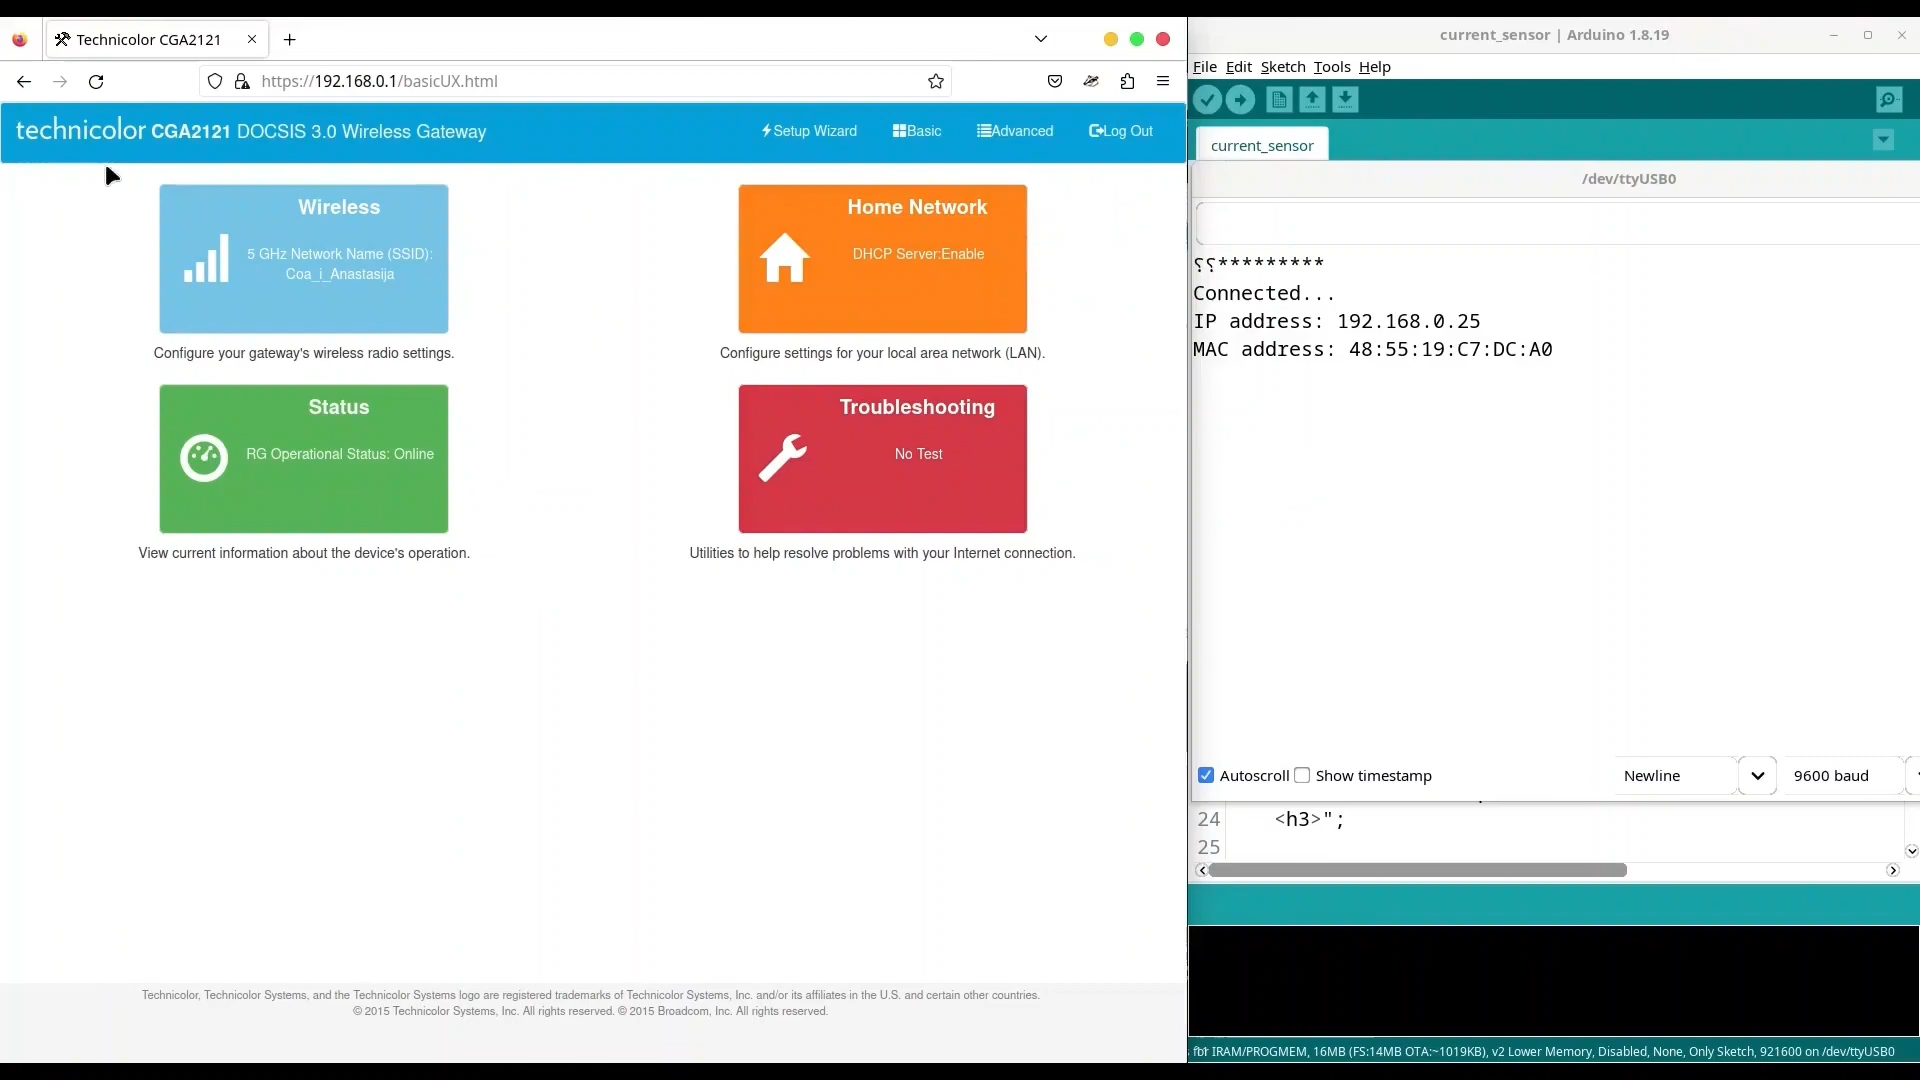 Technicolor CGA2121
https://192.168.0.1/basicUX.html
technicolor CGA2121 DOCSIS 3.0 Wireless Gateway
Setup Wizard
Basic
Advanced
Log Out
Wireless
5 GHz Network Name (SSID):
Coa_i_Anastasija
Configure your gateway's wireless radio settings.
Home Network
DHCP Server:Enable
Configure settings for your local area network (LAN).
Status
RG Operational Status: Online
View current information about the device's operation.
Troubleshooting
No Test
Utilities to help resolve problems with your Internet connection.
Technicolor, Technicolor Systems, and the Technicolor Systems logo are registered trademarks of Technicolor Systems, Inc. and/or its affiliates in the U.S. and certain other countries.
© 2015 Technicolor Systems, Inc. All rights reserved. © 2015 Broadcom, Inc. All rights reserved.
current_sensor | Arduino 1.8.19
File Edit Sketch Tools Help
current_sensor
/dev/ttyUSB0
⸮⸮*********
Connected...
IP address: 192.168.0.25
MAC address: 48:55:19:C7:DC:A0
Autoscroll
Show timestamp
Newline
9600 baud
24 <h3>";
25
IRAM/PROGMEM, 16MB (FS:14MB OTA:~1019KB), v2 Lower Memory, Disabled, None, Only Sketch, 921600 on /dev/ttyUSB0